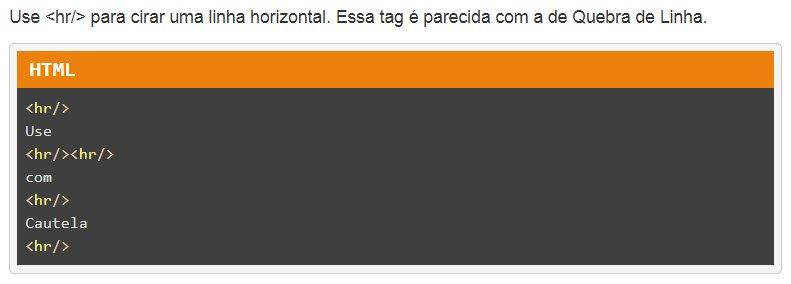 Use <hr/> para cirar uma linha horizontal. Essa tag é parecida com a de Quebra de Linha.
HTML
<hr/>
Use
<hr/><hr/>
com
<hr/>
Cautela
<hr/>